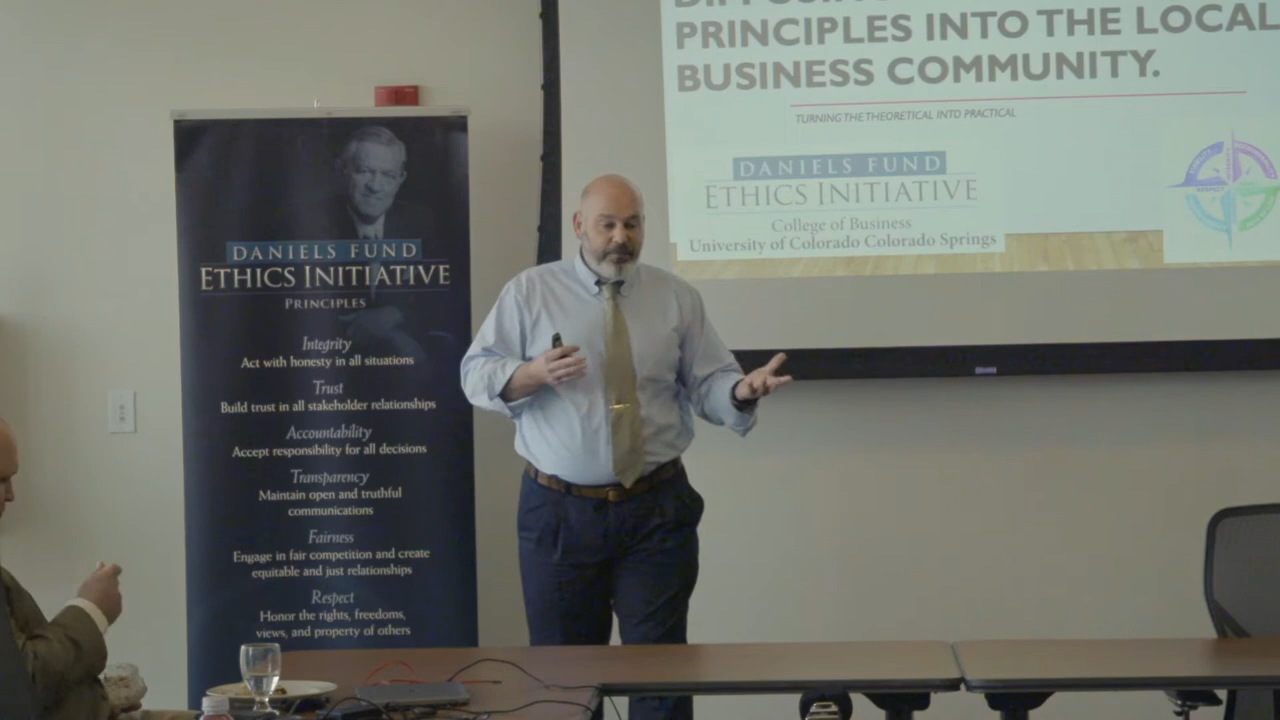 PRINCIPLES INTO THE LOCAL
BUSINESS COMMUNITY.
TURNING THE THEORETICAL INTO PRACTICAL
DANIELS FUND
ETHICS INITIATIVE
College of Business
University of Colorado Colorado Springs
DANIELS FUND
ETHICS INITIATIVE
PRINCIPLES
Integrity
Act with honesty in all situations
Trust
Build trust in all stakeholder relationships
Accountability
Accept responsibility for all decisions
Transparency
Maintain open and truthful
communications
Fairness
Engage in fair competition and create
equitable and just relationships
Respect
Honor the rights, freedoms,
views, and property of others